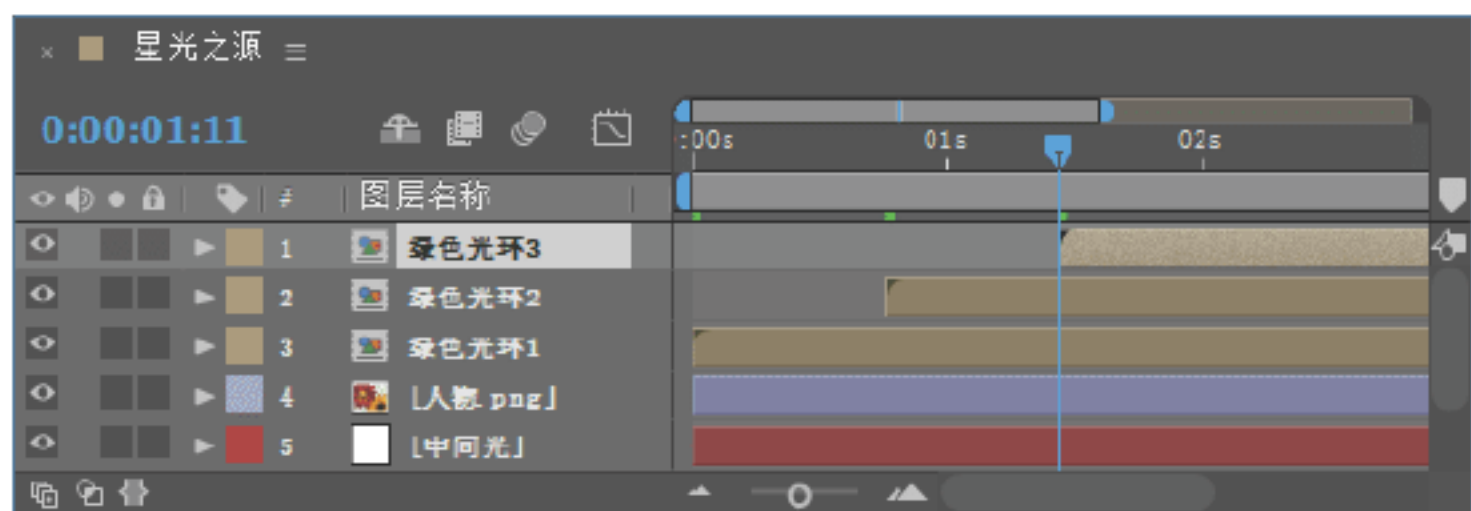 星光之源
0:00:01:11
:00s 01s 02s
# 图层名称
1 绿色光环3
2 绿色光环2
3 绿色光环1
4 [人物.png]
5 [中间光]